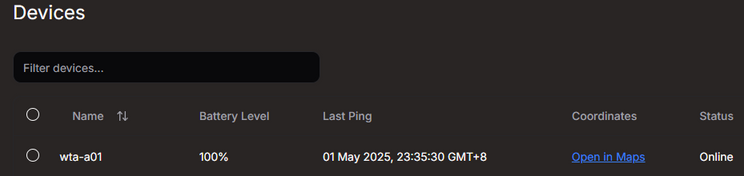 Devices
Filter devices...
Name Battery Level Last Ping Coordinates Status
wta-a01 100% 01 May 2025, 23:35:30 GMT+8 Open in Maps Online